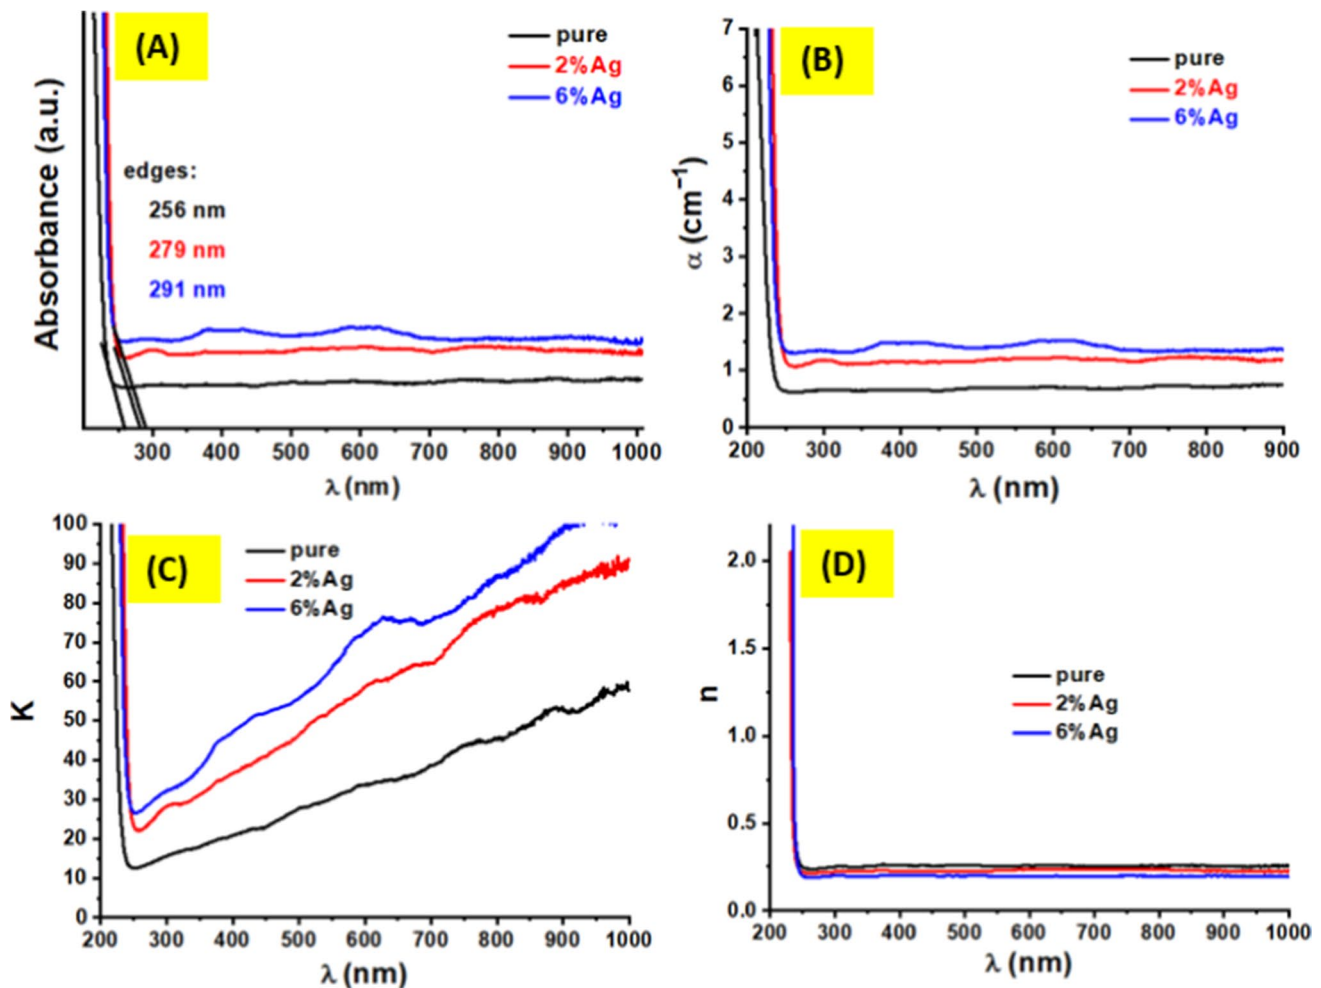 (A)
pure
2%Ag
6%Ag
edges:
256 nm
279 nm
291 nm
Absorbance (a.u.)
300 400 500 600 700 800 900 1000
λ (nm)
(B)
pure
2%Ag
6%Ag
7
6
5
4
3
2
1
0
α (cm⁻¹)
200 300 400 500 600 700 800 900
λ (nm)
(C)
pure
2%Ag
6%Ag
100
90
80
70
60
50
40
30
20
10
0
K
200 300 400 500 600 700 800 900 1000
λ (nm)
(D)
pure
2%Ag
6%Ag
2.0
1.5
1.0
0.5
0.0
n
200 300 400 500 600 700 800 900 1000
λ (nm)